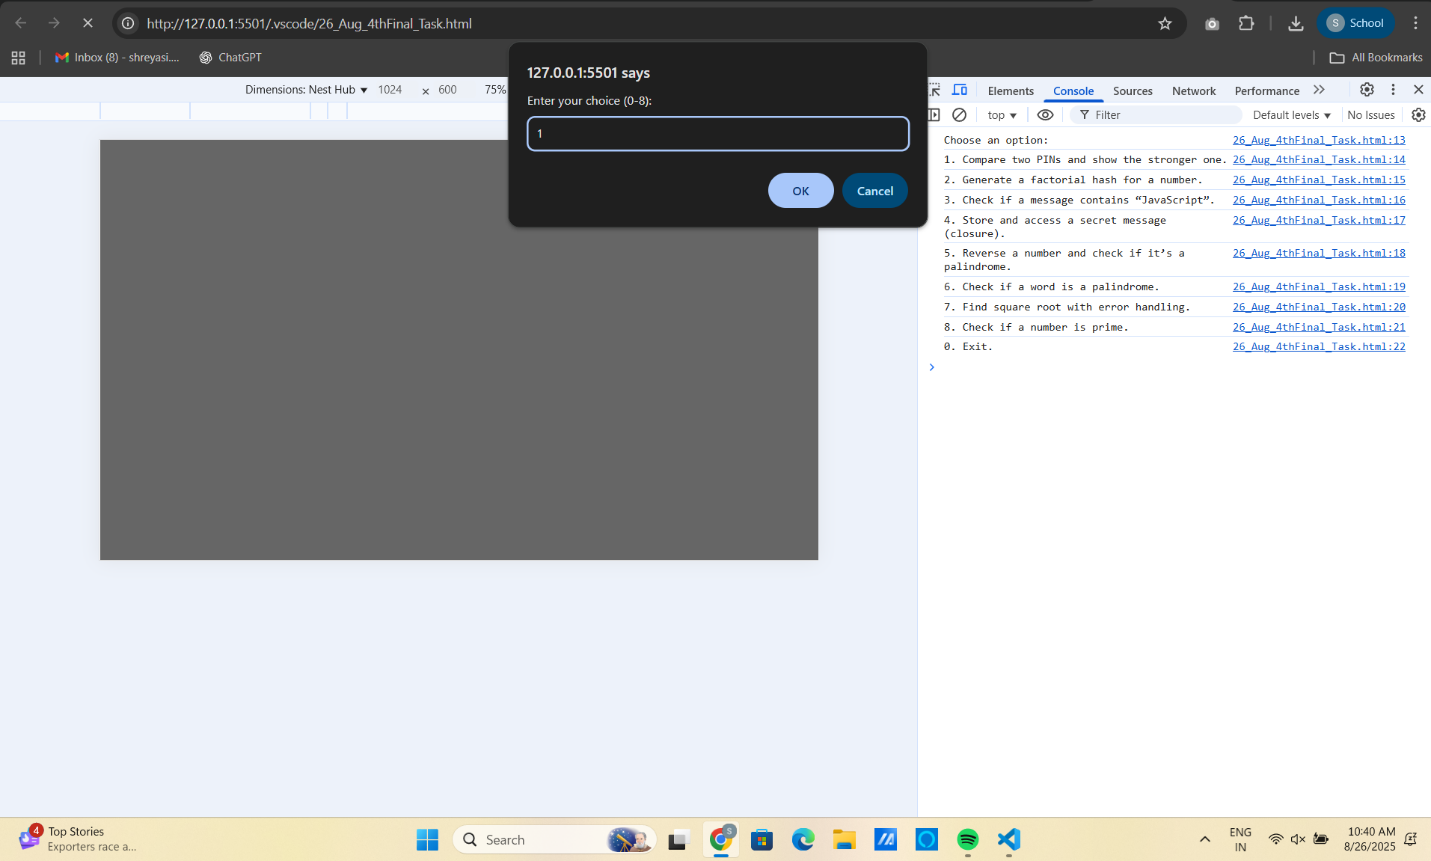 http://127.0.0.1:5501/.vscode/26_Aug_4thFinal_Task.html
S School
Inbox (8) - shreyasi....
ChatGPT
All Bookmarks
127.0.0.1:5501 says
Enter your choice (0-8):
1
OK
Cancel
Dimensions: Nest Hub ▼ 1024 × 600 75%
Elements Console Sources Network Performance
top ▼ Filter Default levels ▼ No Issues
Choose an option: 26_Aug_4thFinal_Task.html:13
1. Compare two PINs and show the stronger one. 26_Aug_4thFinal_Task.html:14
2. Generate a factorial hash for a number. 26_Aug_4thFinal_Task.html:15
3. Check if a message contains “JavaScript”. 26_Aug_4thFinal_Task.html:16
4. Store and access a secret message 26_Aug_4thFinal_Task.html:17
(closure).
5. Reverse a number and check if it’s a 26_Aug_4thFinal_Task.html:18
palindrome.
6. Check if a word is a palindrome. 26_Aug_4thFinal_Task.html:19
7. Find square root with error handling. 26_Aug_4thFinal_Task.html:20
8. Check if a number is prime. 26_Aug_4thFinal_Task.html:21
0. Exit. 26_Aug_4thFinal_Task.html:22
4
Top Stories
Exporters race a...
Search
S
ENG
IN
10:40 AM
8/26/2025